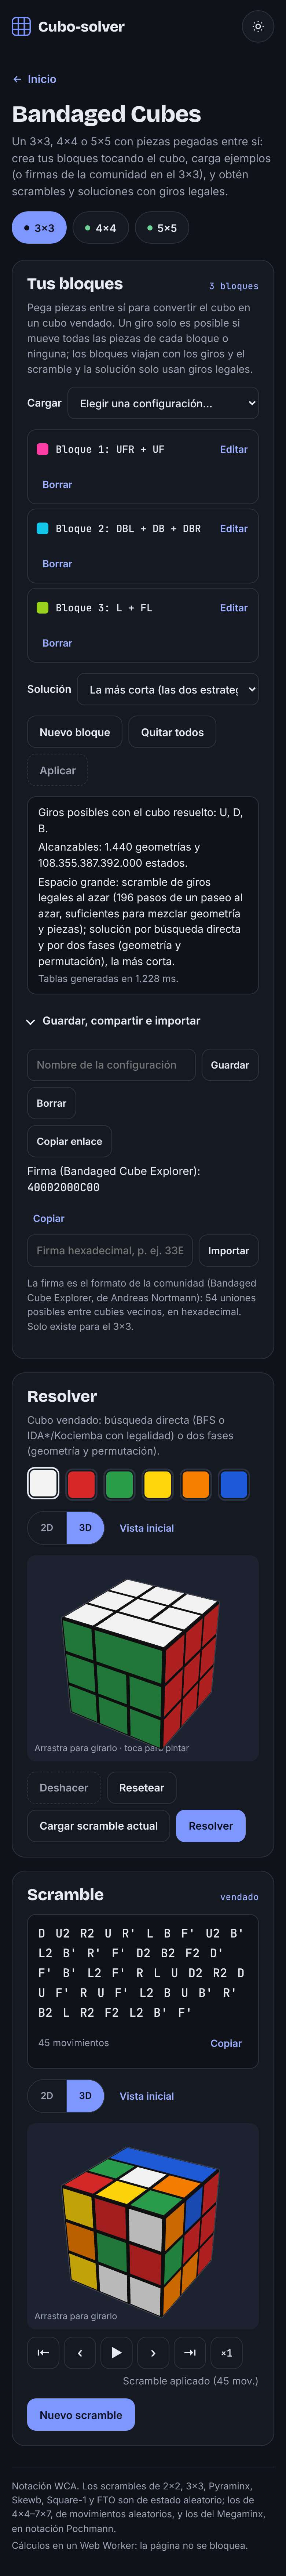 Cubo-solver
← Inicio
Bandaged Cubes
Un 3×3, 4×4 o 5×5 con piezas pegadas entre sí:
crea tus bloques tocando el cubo, carga ejemplos
(o firmas de la comunidad en el 3×3), y obtén
scrambles y soluciones con giros legales.
3×3
4×4
5×5
Tus bloques
3 bloques
Pega piezas entre sí para convertir el cubo en
un cubo vendado. Un giro solo es posible si
mueve todas las piezas de cada bloque o
ninguna; los bloques viajan con los giros y el
scramble y la solución solo usan giros legales.
Cargar
Elegir una configuración...
Bloque 1: UFR + UF
Editar
Borrar
Bloque 2: DBL + DB + DBR
Editar
Borrar
Bloque 3: L + FL
Editar
Borrar
Solución
La más corta (las dos estrateg
Nuevo bloque
Quitar todos
Aplicar
Giros posibles con el cubo resuelto: U, D,
B.
Alcanzables: 1.440 geometrías y
108.355.387.392.000 estados.
Espacio grande: scramble de giros
legales al azar (196 pasos de un paseo al
azar, suficientes para mezclar geometría
y piezas); solución por búsqueda directa
y por dos fases (geometría y
permutación), la más corta.
Tablas generadas en 1.228 ms.
Guardar, compartir e importar
Nombre de la configuración
Guardar
Borrar
Copiar enlace
Firma (Bandaged Cube Explorer):
40002000C00
Copiar
Firma hexadecimal, p. ej. 33E
Importar
La firma es el formato de la comunidad (Bandaged
Cube Explorer, de Andreas Nortmann): 54 uniones
posibles entre cubies vecinos, en hexadecimal.
Solo existe para el 3×3.
Resolver
Cubo vendado: búsqueda directa (BFS o
IDA*/Kociemba con legalidad) o dos fases
(geometría y permutación).
2D
3D
Vista inicial
Arrastra para girarlo · toca para pintar
Deshacer
Resetear
Cargar scramble actual
Resolver
Scramble
vendado
D U2 R2 U R' L B F' U2 B'
L2 B' R' F' D2 B2 F2 D'
F' B' L2 F' R L U D2 R2 D
U F' R U F' L2 B U B' R'
B2 L R2 F2 L2 B' F'
45 movimientos
Copiar
2D
3D
Vista inicial
Arrastra para girarlo
×1
Scramble aplicado (45 mov.)
Nuevo scramble
Notación WCA. Los scrambles de 2×2, 3×3, Pyraminx,
Skewb, Square-1 y FTO son de estado aleatorio; los de
4×4–7×7, de movimientos aleatorios, y los del Megaminx,
en notación Pochmann.
Cálculos en un Web Worker: la página no se bloquea.